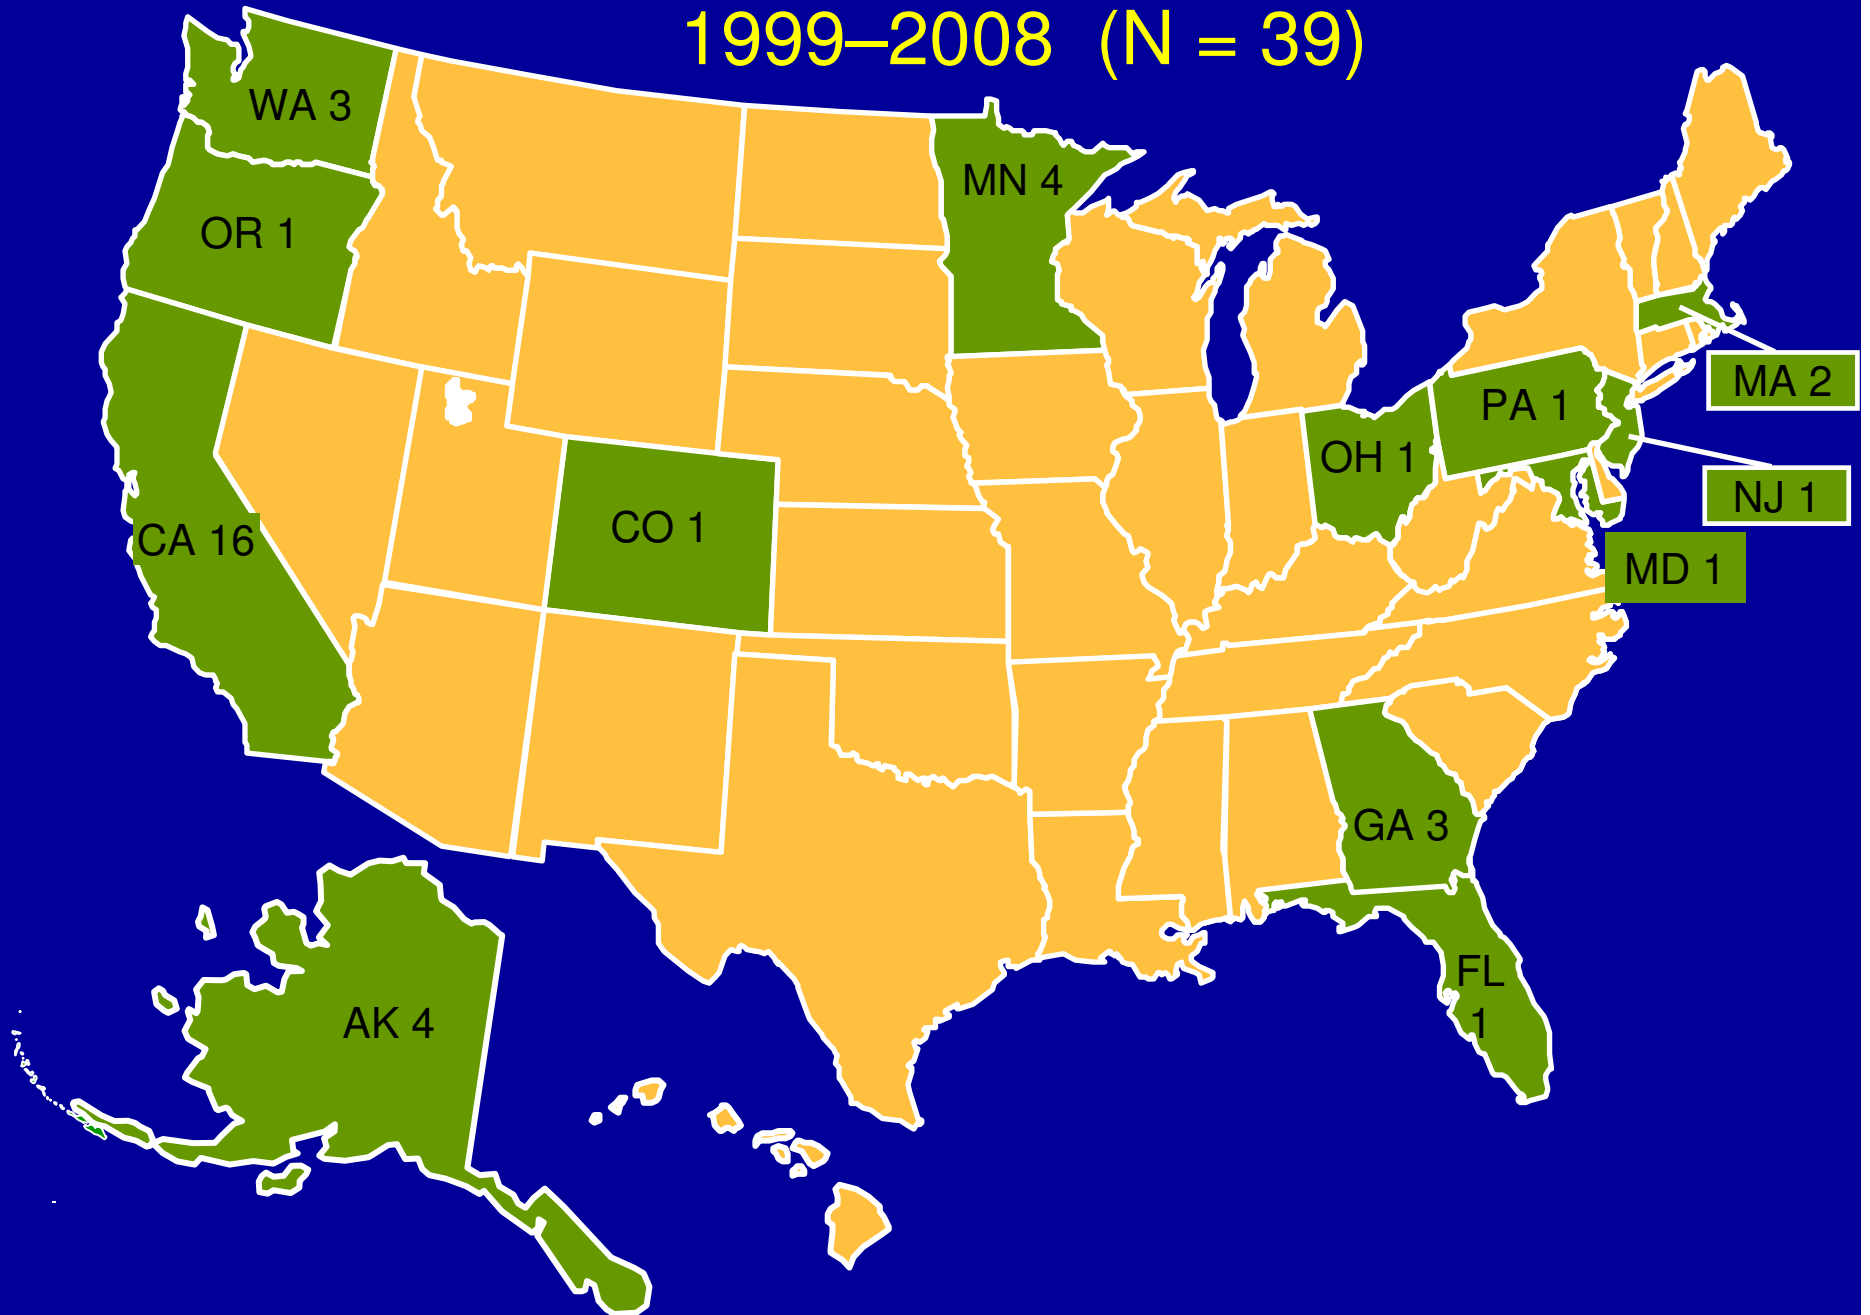 1999–2008 (N = 39)
WA 3
MN 4
OR 1
MA 2
PA 1
OH 1
NJ 1
CO 1
CA 16
MD 1
GA 3
FL
1
AK 4